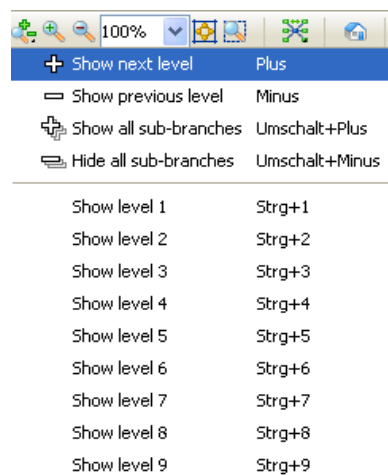 100%
Show next level Plus
Show previous level Minus
Show all sub-branches Umschalt+Plus
Hide all sub-branches Umschalt+Minus
Show level 1 Strg+1
Show level 2 Strg+2
Show level 3 Strg+3
Show level 4 Strg+4
Show level 5 Strg+5
Show level 6 Strg+6
Show level 7 Strg+7
Show level 8 Strg+8
Show level 9 Strg+9